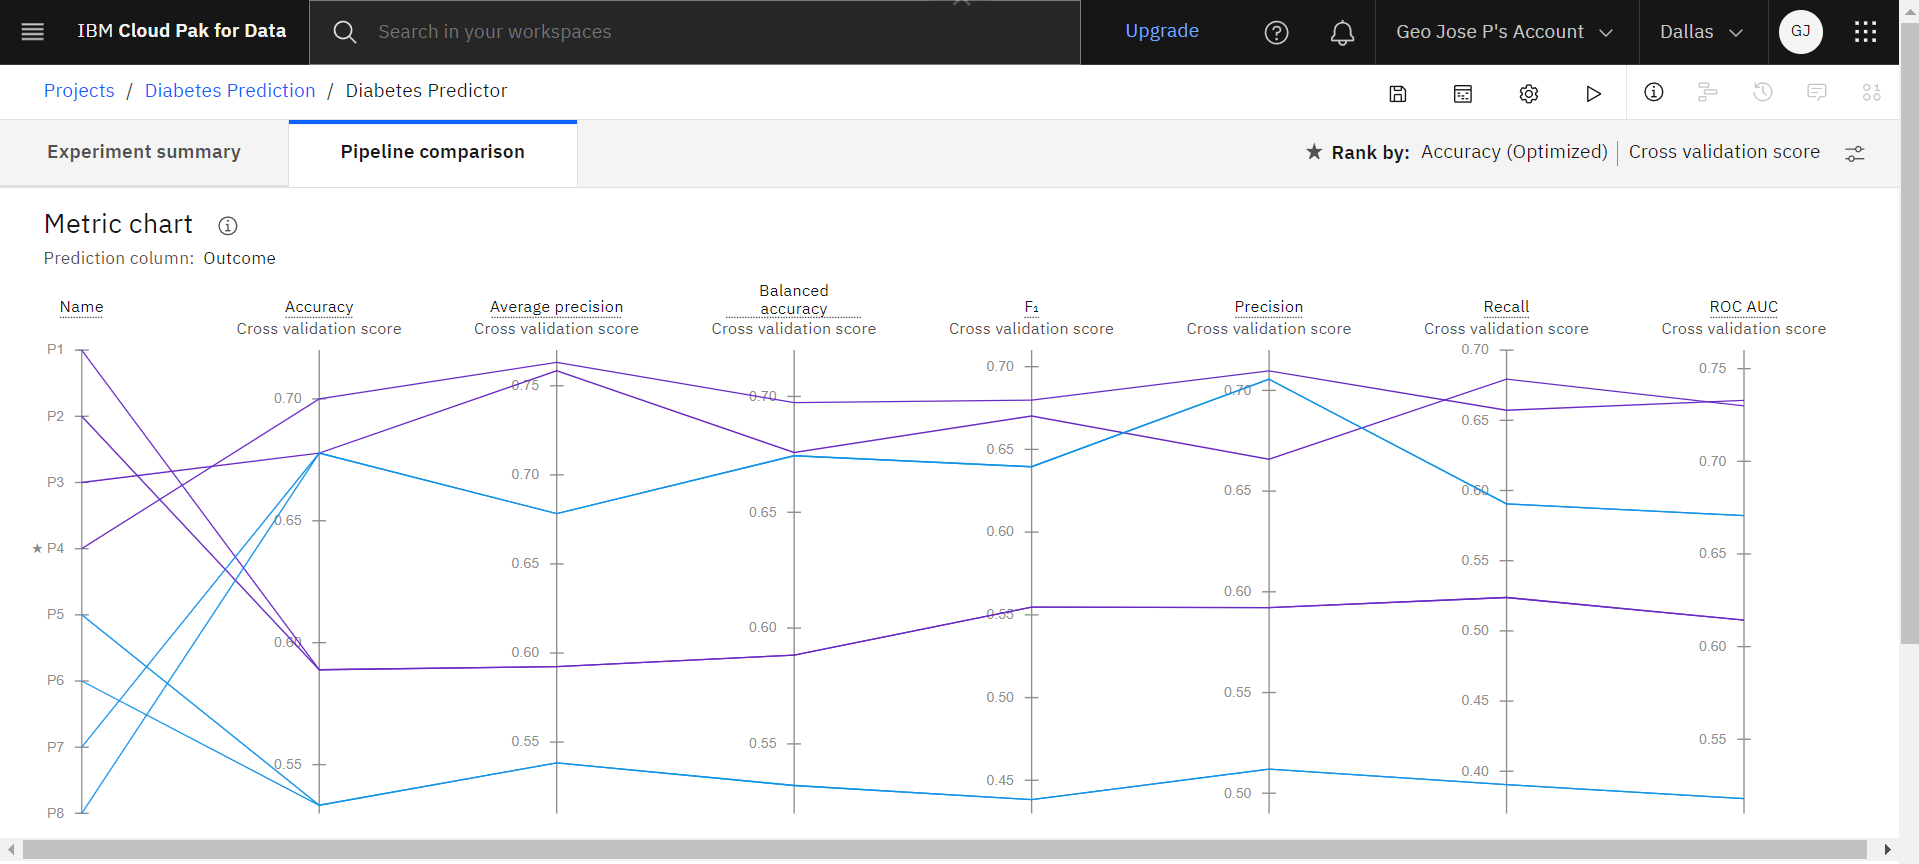 IBM Cloud Pak for Data
Search in your workspaces
Upgrade
Geo Jose P's Account
Dallas
GJ
Projects / Diabetes Prediction / Diabetes Predictor
Experiment summary
Pipeline comparison
★ Rank by: Accuracy (Optimized) | Cross validation score
Metric chart
Prediction column: Outcome
Name
P1
P2
P3
★ P4
P5
P6
P7
P8
Accuracy
Cross validation score
0.70
0.65
0.60
0.55
Average precision
Cross validation score
0.75
0.70
0.65
0.60
0.55
Balanced
accuracy
Cross validation score
0.70
0.65
0.60
0.55
F₁
Cross validation score
0.70
0.65
0.60
0.55
0.50
0.45
Precision
Cross validation score
0.70
0.65
0.60
0.55
0.50
Recall
Cross validation score
0.70
0.65
0.60
0.55
0.50
0.45
0.40
ROC AUC
Cross validation score
0.75
0.70
0.65
0.60
0.55